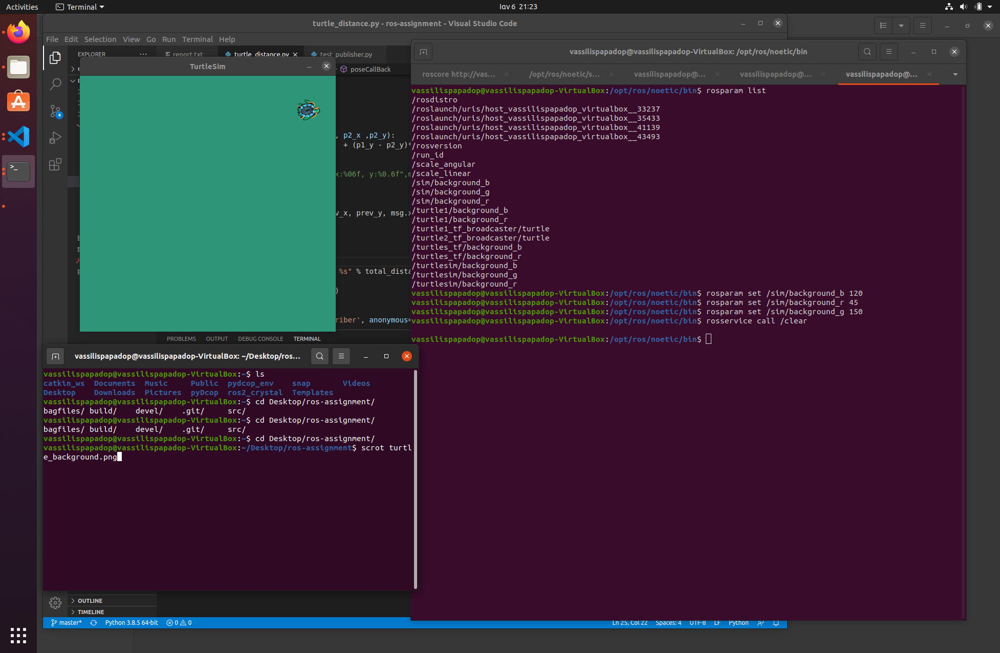 Activities
Terminal
Ιαν 6 21:23
turtle_distance.py - ros-assignment - Visual Studio Code
File Edit Selection View Go Run Terminal Help
EXPLORER
report.txt
turtle_distance.py
test_publisher.py
poseCallBack
TurtleSim
, p2_x ,p2_y):
+ (p1_y - p2_y)*
x:%06f, y:%0.6f",m
v_x, prev_y, msg.x
%s" % total_dista
)
riber', anonymous=
PROBLEMS OUTPUT DEBUG CONSOLE TERMINAL
vassilispapadop@vassilispapadop-VirtualBox: /opt/ros/noetic/bin
roscore http://vas...
/opt/ros/noetic/s...
vassilispapadop@...
vassilispapadop@...
vassilispapadop@...
vassilispapadop@vassilispapadop-VirtualBox:/opt/ros/noetic/bin$ rosparam list
/rosdistro
/roslaunch/uris/host_vassilispapadop_virtualbox__33237
/roslaunch/uris/host_vassilispapadop_virtualbox__35433
/roslaunch/uris/host_vassilispapadop_virtualbox__41139
/roslaunch/uris/host_vassilispapadop_virtualbox__43493
/rosversion
/run_id
/scale_angular
/scale_linear
/sim/background_b
/sim/background_g
/sim/background_r
/turtle1/background_b
/turtle1/background_r
/turtle1_tf_broadcaster/turtle
/turtle2_tf_broadcaster/turtle
/turtles_tf/background_b
/turtles_tf/background_r
/turtlesim/background_b
/turtlesim/background_g
/turtlesim/background_r
vassilispapadop@vassilispapadop-VirtualBox:/opt/ros/noetic/bin$ rosparam set /sim/background_b 120
vassilispapadop@vassilispapadop-VirtualBox:/opt/ros/noetic/bin$ rosparam set /sim/background_r 45
vassilispapadop@vassilispapadop-VirtualBox:/opt/ros/noetic/bin$ rosparam set /sim/background_g 150
vassilispapadop@vassilispapadop-VirtualBox:/opt/ros/noetic/bin$ rosservice call /clear
vassilispapadop@vassilispapadop-VirtualBox:/opt/ros/noetic/bin$
vassilispapadop@vassilispapadop-VirtualBox: ~/Desktop/ros...
vassilispapadop@vassilispapadop-VirtualBox:~$ ls
catkin_ws Documents Music Public pydcop_env snap Videos
Desktop Downloads Pictures pyDcop ros2_crystal Templates
vassilispapadop@vassilispapadop-VirtualBox:~$ cd Desktop/ros-assignment/
bagfiles/ build/ devel/ .git/ src/
vassilispapadop@vassilispapadop-VirtualBox:~$ cd Desktop/ros-assignment/
bagfiles/ build/ devel/ .git/ src/
vassilispapadop@vassilispapadop-VirtualBox:~$ cd Desktop/ros-assignment/
vassilispapadop@vassilispapadop-VirtualBox:~/Desktop/ros-assignment$ scrot turtl
e_background.png
4
OUTLINE
TIMELINE
master* Python 3.8.5 64-bit 0 0
Ln 25, Col 22 Spaces: 4 UTF-8 LF Python